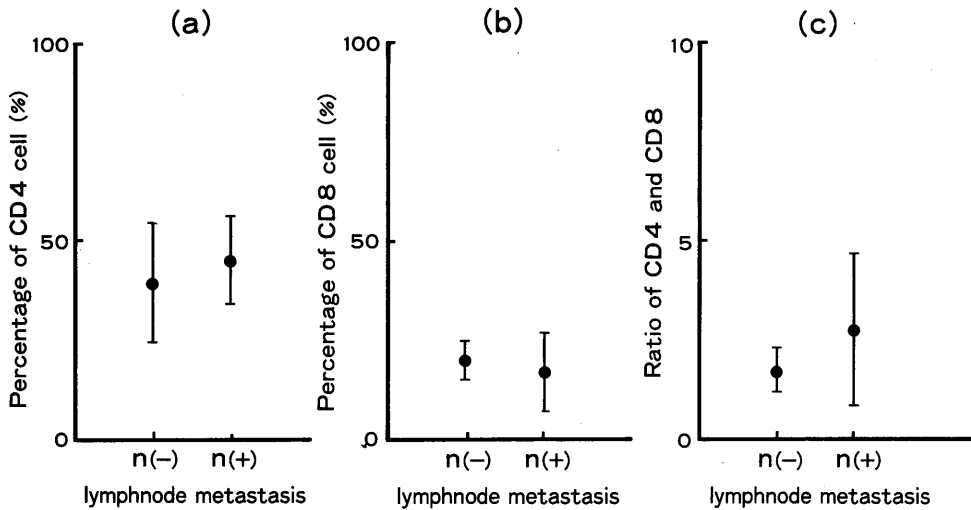 (a)
100
50
0
Percentage of CD4 cell (%)
n(−) n(+)
lymphnode metastasis
(b)
100
50
0
Percentage of CD8 cell (%)
n(−) n(+)
lymphnode metastasis
(c)
10
5
0
Ratio of CD4 and CD8
n(−) n(+)
lymphnode metastasis